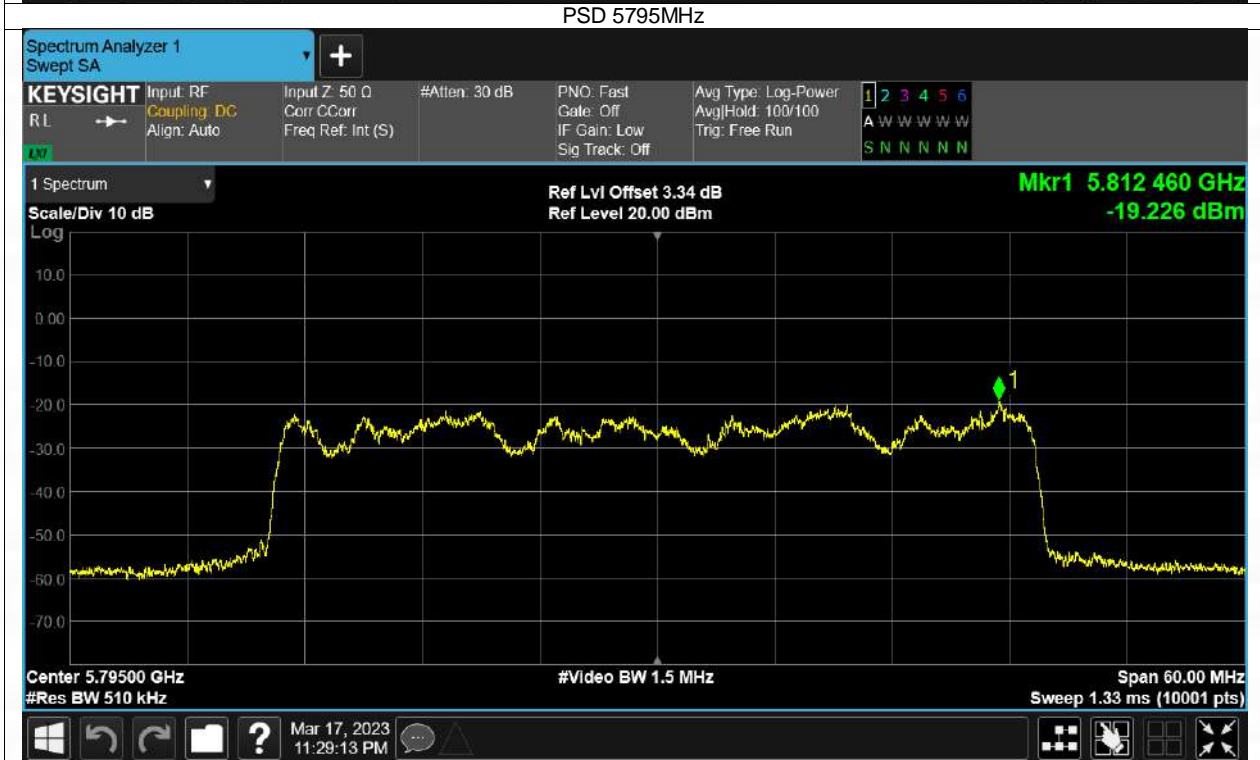 PSD 5795MHz
Spectrum Analyzer 1
Swept SA
+
KEYSIGHT
RL
LXI
Input: RF
Coupling: DC
Align: Auto
Input Z: 50 Ω
Corr CCorr
Freq Ref: Int (S)
#Atten: 30 dB
PNO: Fast
Gate: Off
IF Gain: Low
Sig Track: Off
Avg Type: Log-Power
Avg|Hold: 100/100
Trig: Free Run
1 2 3 4 5 6
A W W W W W
S N N N N N
1 Spectrum
Scale/Div 10 dB
Ref Lvl Offset 3.34 dB
Ref Level 20.00 dBm
Mkr1 5.812 460 GHz
-19.226 dBm
Log
10.0
0.00
-10.0
-20.0
-30.0
-40.0
-50.0
-60.0
-70.0
1
Center 5.79500 GHz
#Res BW 510 kHz
#Video BW 1.5 MHz
Span 60.00 MHz
Sweep 1.33 ms (10001 pts)
?
Mar 17, 2023
11:29:13 PM